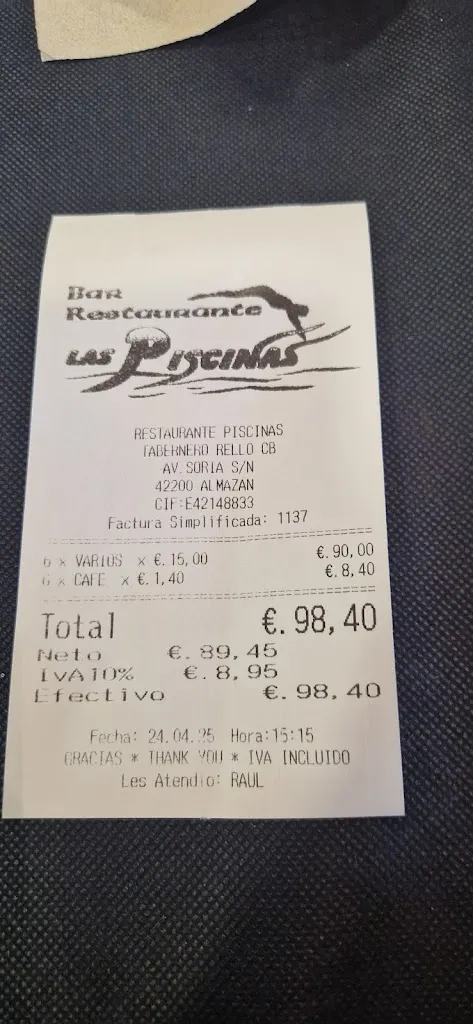 Bar
Restaurante
LAS PISCINAS
RESTAURANTE PISCINAS
TABERNERO RELLO CB
AV.SORIA S/N
42200 ALMAZAN
CIF:E42148833
Factura Simplificada: 1137
6 x VARIOS x €.15,00 €.90,00
6 x CAFE x €.1,40 €.8,40
Total €.98,40
Neto €.89,45
IVA10% €.8,95
Efectivo €.98,40
Fecha: 24.04.25 Hora:15:15
GRACIAS * THANK YOU * IVA INCLUIDO
Les Atendio: RAUL